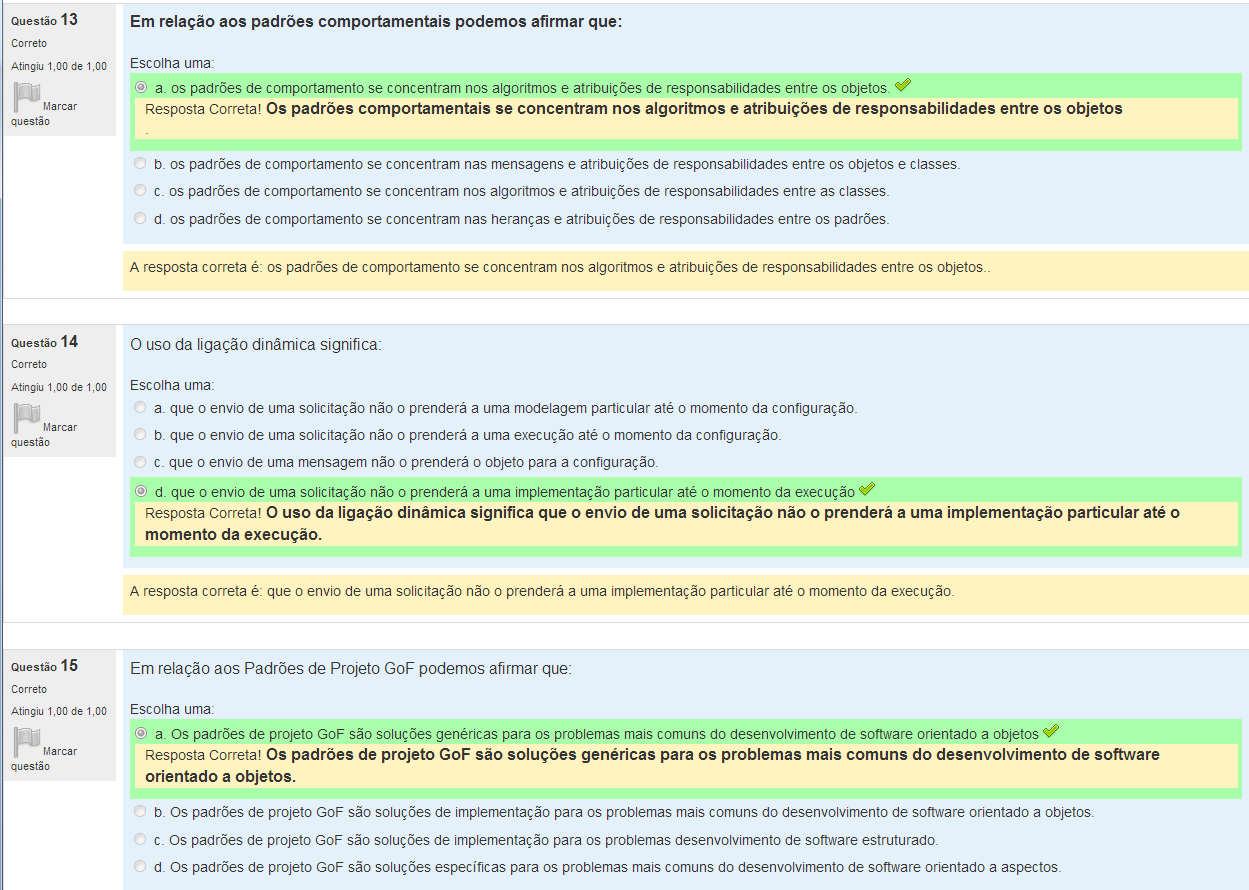 Questão 13
Correto
Atingiu 1,00 de 1,00
Marcar
questão
Em relação aos padrões comportamentais podemos afirmar que:
Escolha uma:
a. os padrões de comportamento se concentram nos algoritmos e atribuições de responsabilidades entre os objetos.
Resposta Correta! Os padrões comportamentais se concentram nos algoritmos e atribuições de responsabilidades entre os objetos
.
b. os padrões de comportamento se concentram nas mensagens e atribuições de responsabilidades entre os objetos e classes.
c. os padrões de comportamento se concentram nos algoritmos e atribuições de responsabilidades entre as classes.
d. os padrões de comportamento se concentram nas heranças e atribuições de responsabilidades entre os padrões.
A resposta correta é: os padrões de comportamento se concentram nos algoritmos e atribuições de responsabilidades entre os objetos..
Questão 14
Correto
Atingiu 1,00 de 1,00
Marcar
questão
O uso da ligação dinâmica significa:
Escolha uma:
a. que o envio de uma solicitação não o prenderá a uma modelagem particular até o momento da configuração.
b. que o envio de uma solicitação não o prenderá a uma execução até o momento da configuração.
c. que o envio de uma mensagem não o prenderá o objeto para a configuração.
d. que o envio de uma solicitação não o prenderá a uma implementação particular até o momento da execução
Resposta Correta! O uso da ligação dinâmica significa que o envio de uma solicitação não o prenderá a uma implementação particular até o
momento da execução.
A resposta correta é: que o envio de uma solicitação não o prenderá a uma implementação particular até o momento da execução.
Questão 15
Correto
Atingiu 1,00 de 1,00
Marcar
questão
Em relação aos Padrões de Projeto GoF podemos afirmar que:
Escolha uma:
a. Os padrões de projeto GoF são soluções genéricas para os problemas mais comuns do desenvolvimento de software orientado a objetos
Resposta Correta! Os padrões de projeto GoF são soluções genéricas para os problemas mais comuns do desenvolvimento de software
orientado a objetos.
b. Os padrões de projeto GoF são soluções de implementação para os problemas mais comuns do desenvolvimento de software orientado a objetos.
c. Os padrões de projeto GoF são soluções de implementação para os problemas desenvolvimento de software estruturado.
d. Os padrões de projeto GoF são soluções específicas para os problemas mais comuns do desenvolvimento de software orientado a aspectos.